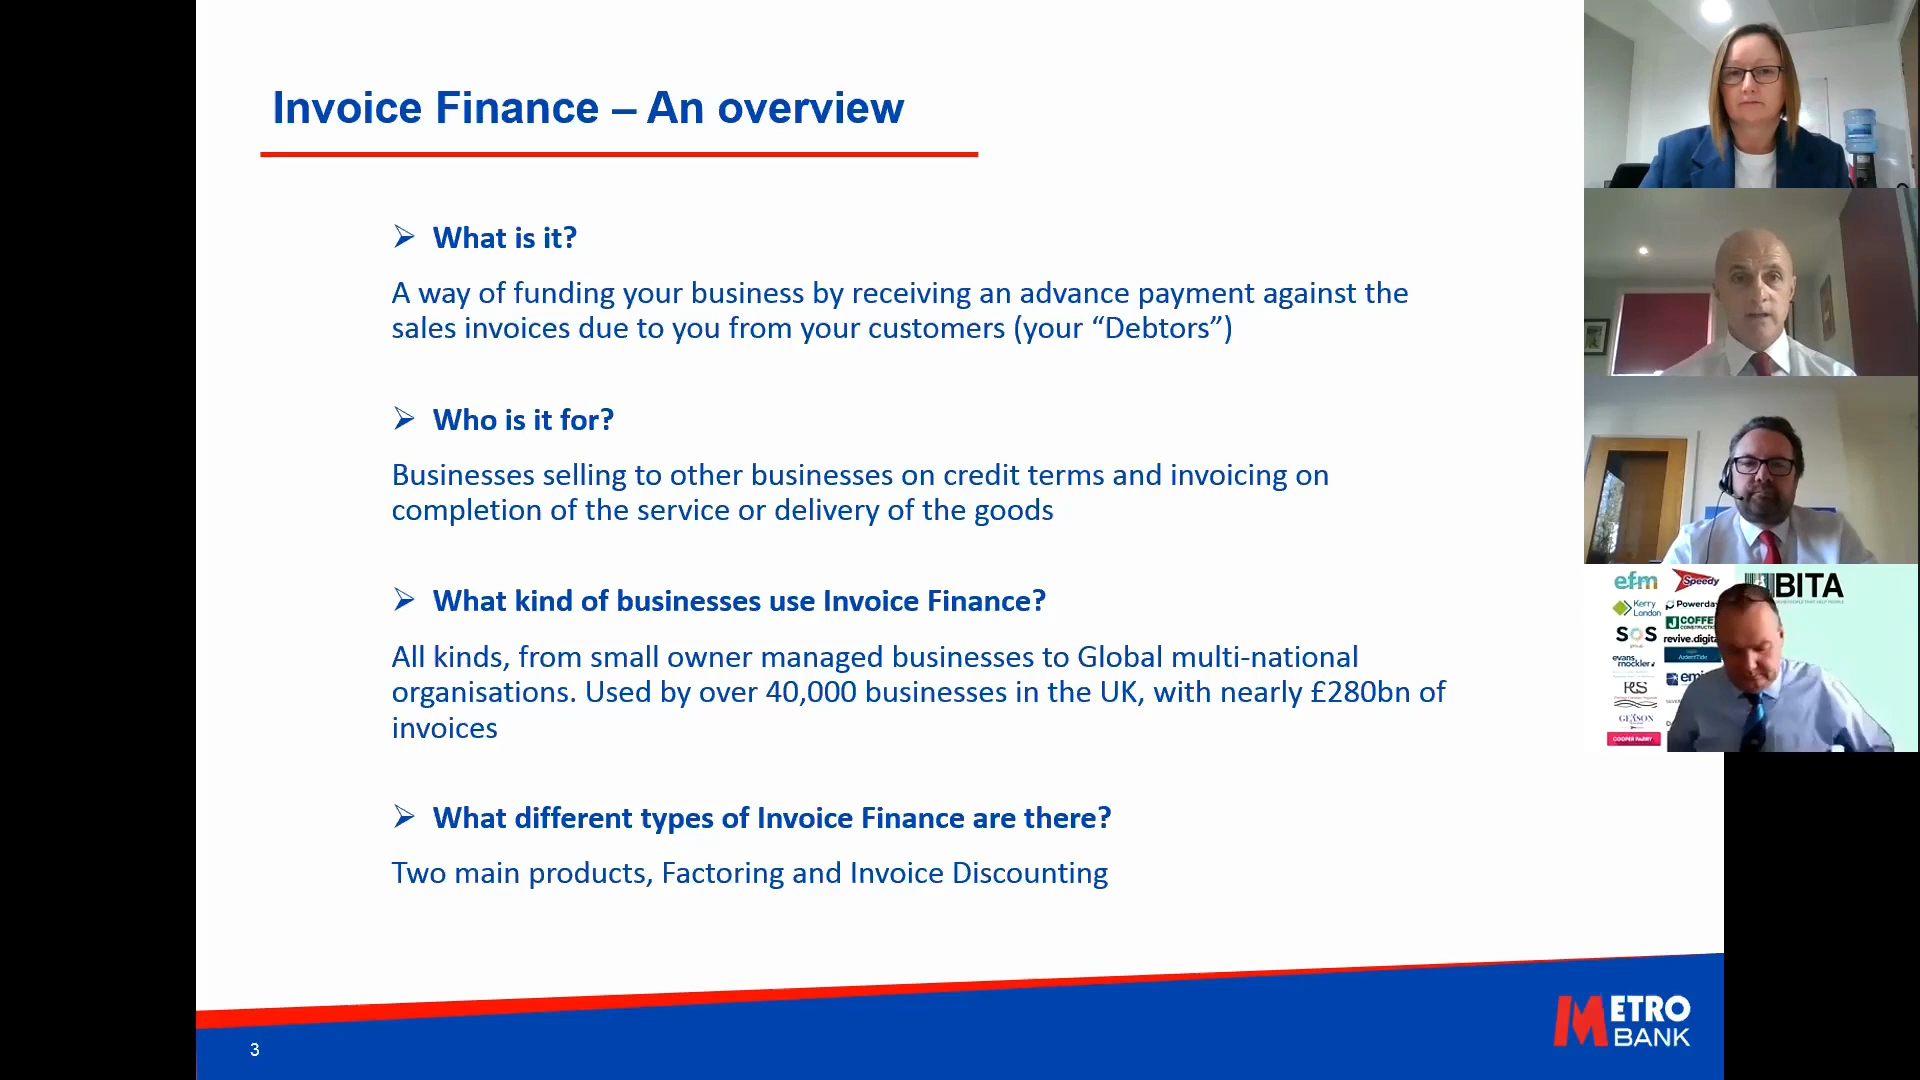 Invoice Finance – An overview
What is it?
A way of funding your business by receiving an advance payment against the
sales invoices due to you from your customers (your “Debtors”)
Who is it for?
Businesses selling to other businesses on credit terms and invoicing on
completion of the service or delivery of the goods
What kind of businesses use Invoice Finance?
All kinds, from small owner managed businesses to Global multi-national
organisations. Used by over 40,000 businesses in the UK, with nearly £280bn of
invoices
What different types of Invoice Finance are there?
Two main products, Factoring and Invoice Discounting
3
METRO
BANK
efm
Speedy
BITA
Kerry
London
SOS
evans
mockler
GLEASON
COOPER PARRY